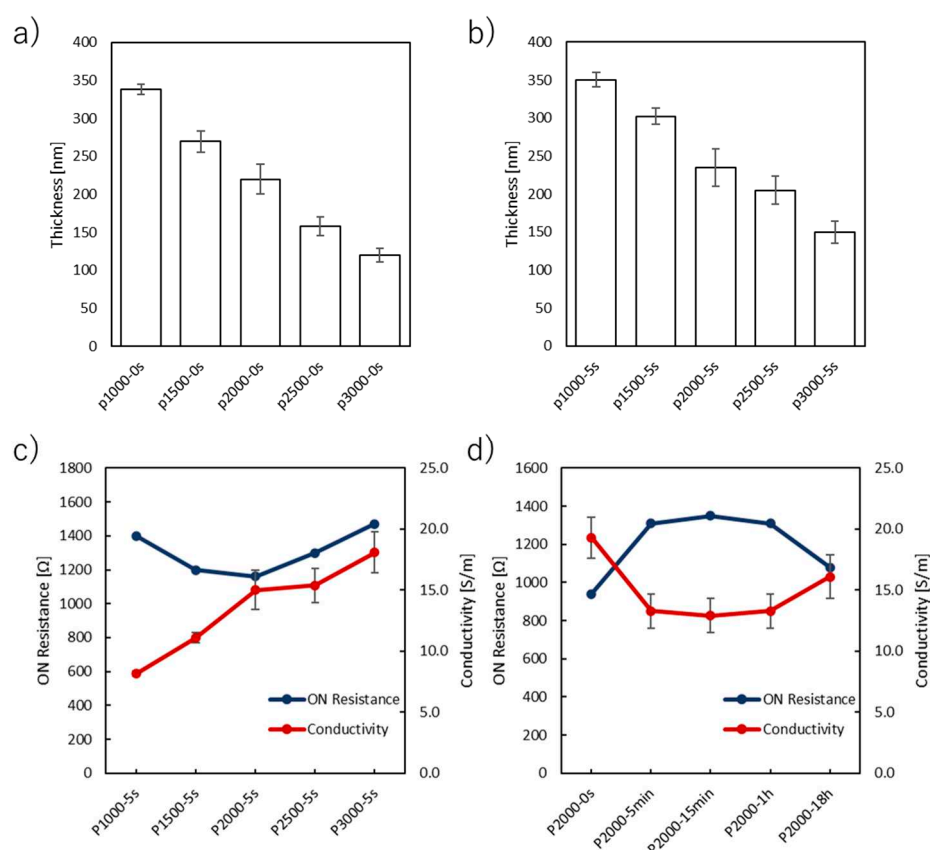 a)
400
350
300
250
200
150
100
50
0
Thickness [nm]
p1000-0s
p1500-0s
p2000-0s
p2500-0s
p3000-0s
b)
400
350
300
250
200
150
100
50
0
Thickness [nm]
p1000-5s
p1500-5s
p2000-5s
p2500-5s
p3000-5s
c)
1800
1600
1400
1200
1000
800
600
400
200
0
ON Resistance [Ω]
25.0
20.0
15.0
10.0
5.0
0.0
Conductivity [S/m]
ON Resistance
Conductivity
P1000-5s
P1500-5s
P2000-5s
P2500-5s
P3000-5s
d)
1600
1400
1200
1000
800
600
400
200
0
ON Resistance [Ω]
25.0
20.0
15.0
10.0
5.0
0.0
Conductivity [S/m]
ON Resistance
Conductivity
P2000-0s
P2000-5min
P2000-15min
P2000-1h
P2000-18h